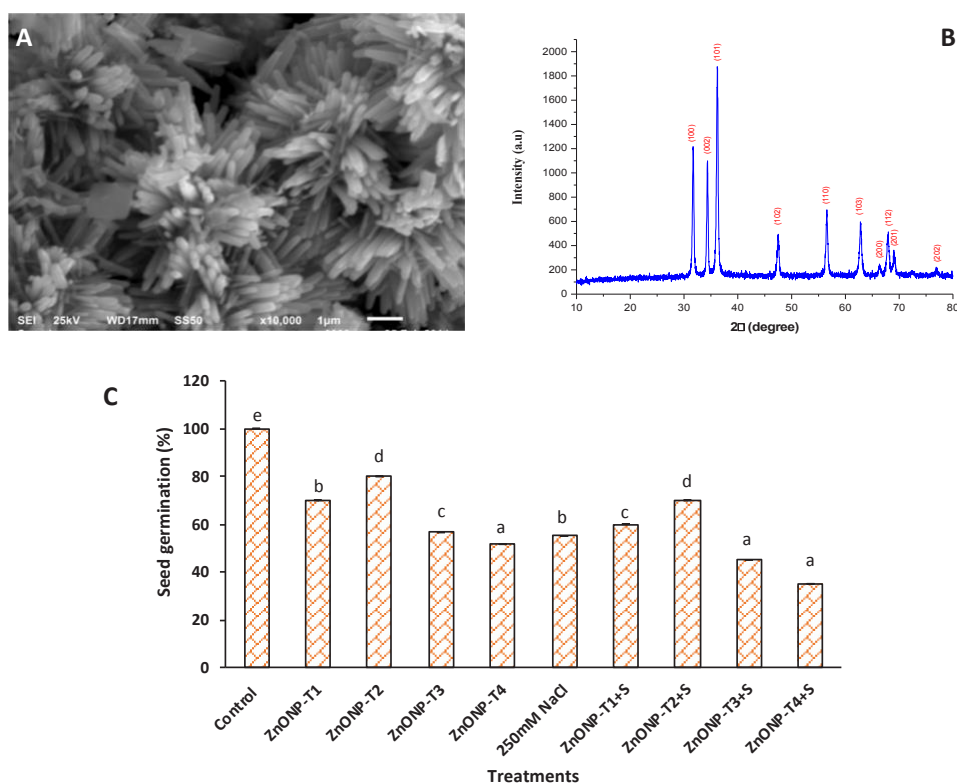 A
SEI 25kV WD17mm SS50 x10,000 1µm
B
2000
1800
1600
1400
1200
1000
800
600
400
200
0
Intensity (a.u)
(100)
(002)
(101)
(102)
(110)
(103)
(200)
(112)
(201)
(202)
10 20 30 40 50 60 70 80
2□ (degree)
C
120
100
80
60
40
20
0
Seed germination (%)
e b d c a b c d a a
Control
ZnONP-T1
ZnONP-T2
ZnONP-T3
ZnONP-T4
250mM NaCl
ZnONP-T1+S
ZnONP-T2+S
ZnONP-T3+S
ZnONP-T4+S
Treatments